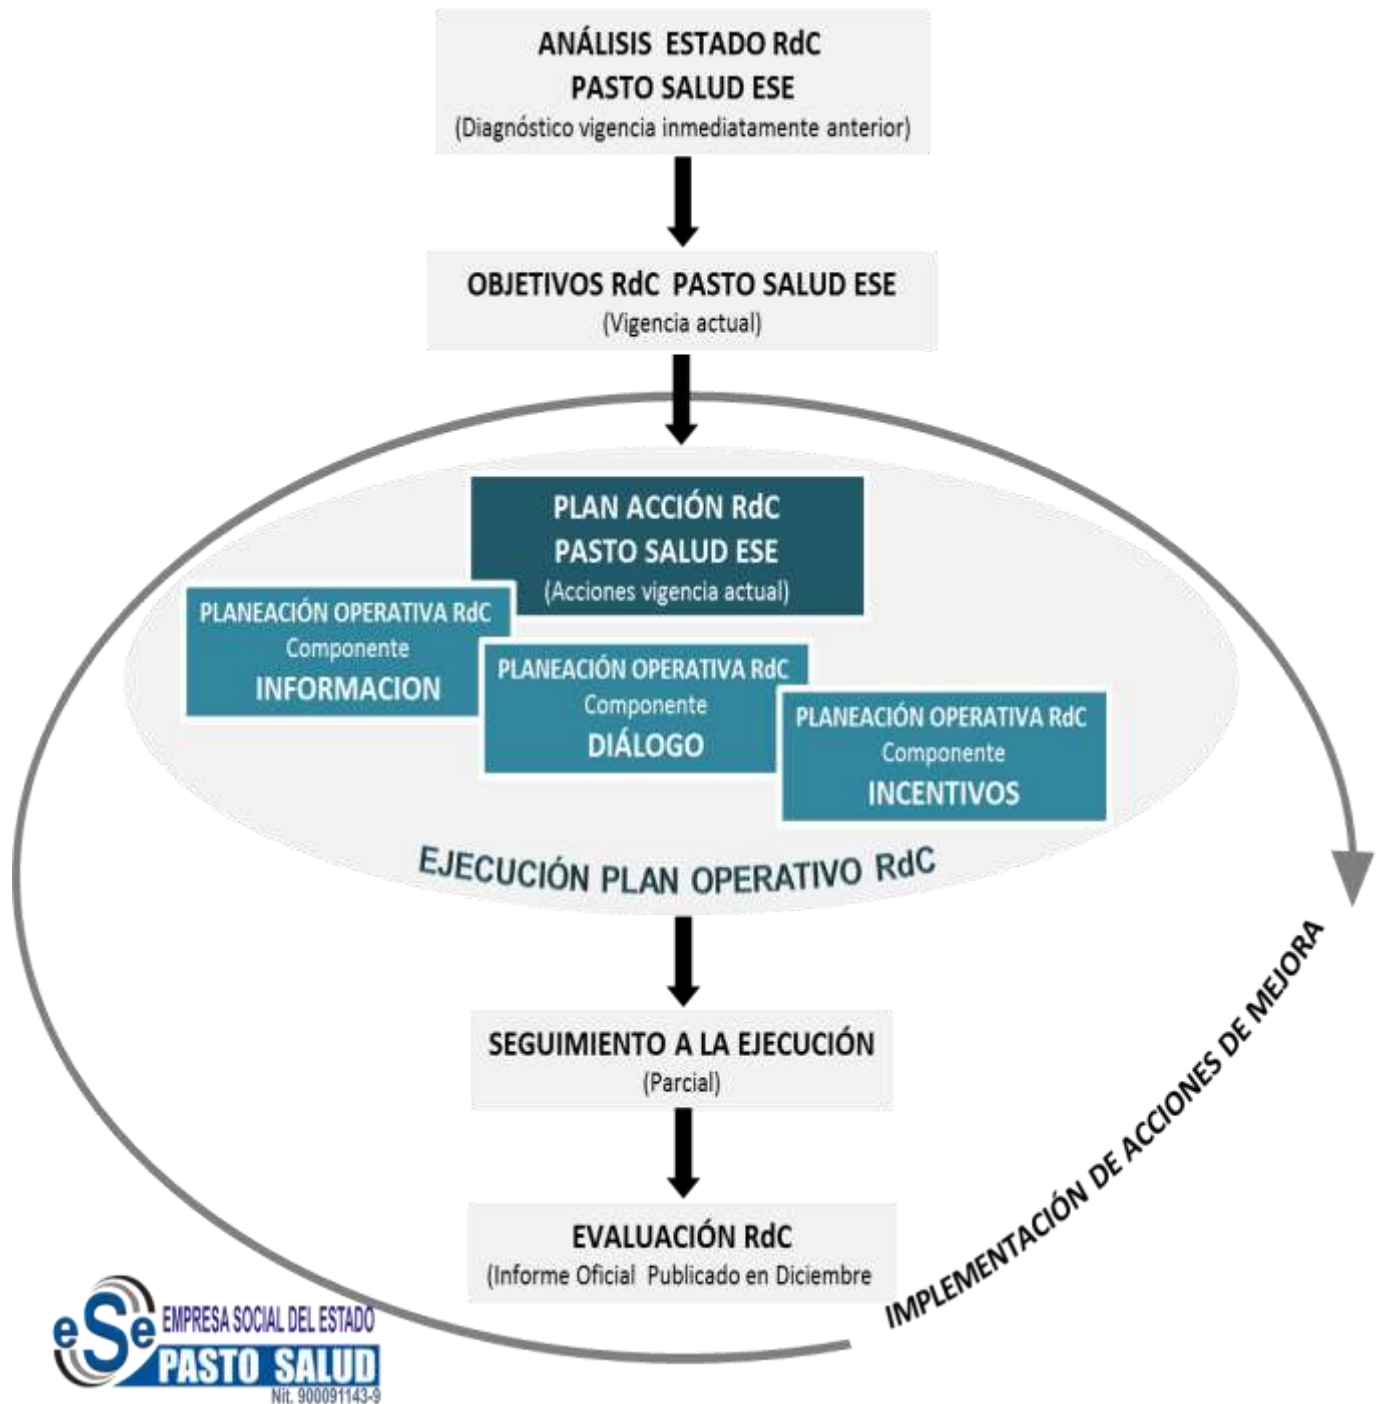 ANÁLISIS ESTADO RdC
PASTO SALUD ESE
(Diagnóstico vigencia inmediatamente anterior)
OBJETIVOS RdC PASTO SALUD ESE
(Vigencia actual)
PLAN ACCIÓN RdC
PASTO SALUD ESE
(Acciones vigencia actual)
PLANEACIÓN OPERATIVA RdC
Componente
INFORMACION
PLANEACIÓN OPERATIVA RdC
Componente
DIÁLOGO
PLANEACIÓN OPERATIVA RdC
Componente
INCENTIVOS
EJECUCIÓN PLAN OPERATIVO RdC
SEGUIMIENTO A LA EJECUCIÓN
(Parcial)
EVALUACIÓN RdC
(Informe Oficial Publicado en Diciembre
IMPLEMENTACIÓN DE ACCIONES DE MEJORA
eSe EMPRESA SOCIAL DEL ESTADO
PASTO SALUD
Nit. 900091143-9